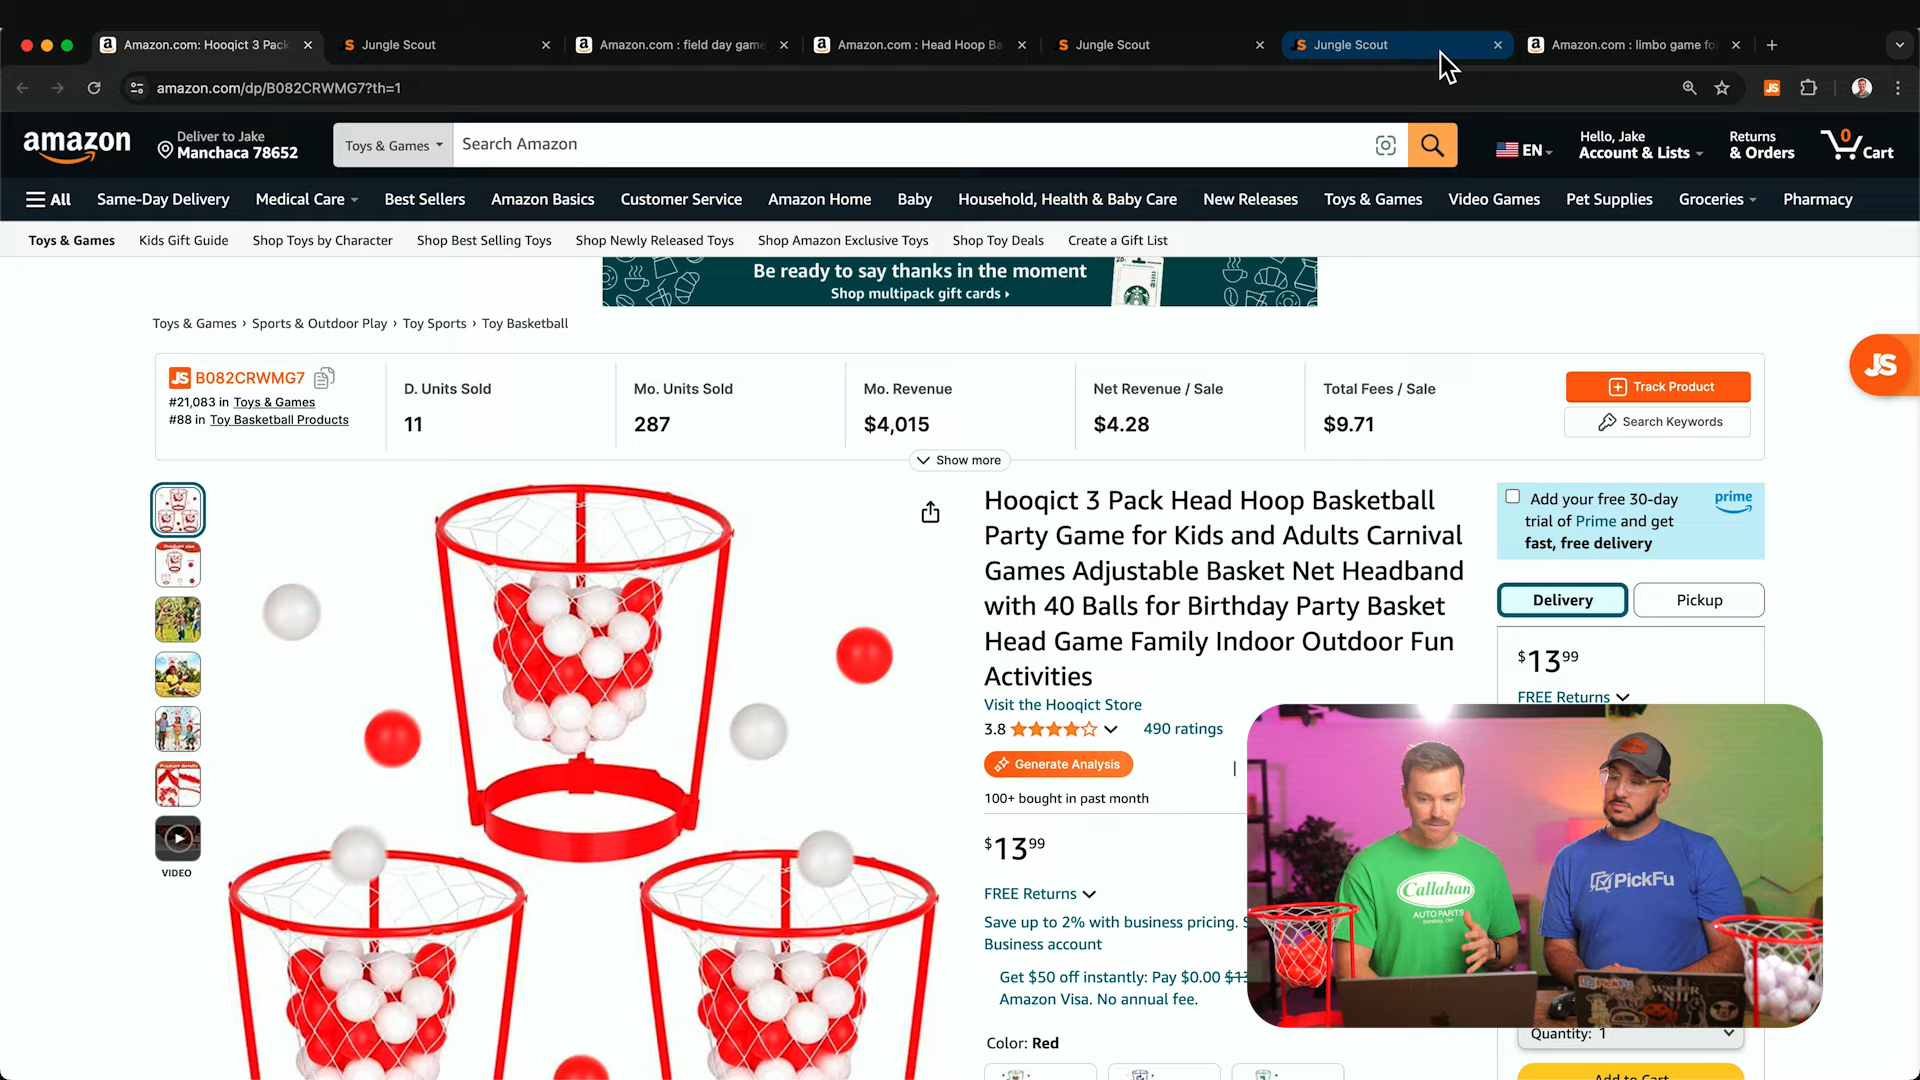 Amazon.com: Hooqict 3 Pack
Jungle Scout
Amazon.com : field day game
Amazon.com : Head Hoop Ba
Jungle Scout
Jungle Scout
Amazon.com : limbo game fo
amazon.com/dp/B082CRWMG7?th=1
JS
amazon
Deliver to Jake
Manchaca 78652
Toys & Games
Search Amazon
EN
Hello, Jake
Account & Lists
Returns
& Orders
0
Cart
All
Same-Day Delivery
Medical Care
Best Sellers
Amazon Basics
Customer Service
Amazon Home
Baby
Household, Health & Baby Care
New Releases
Toys & Games
Video Games
Pet Supplies
Groceries
Pharmacy
Toys & Games
Kids Gift Guide
Shop Toys by Character
Shop Best Selling Toys
Shop Newly Released Toys
Shop Amazon Exclusive Toys
Shop Toy Deals
Create a Gift List
Be ready to say thanks in the moment
Shop multipack gift cards ›
Toys & Games › Sports & Outdoor Play › Toy Sports › Toy Basketball
JS B082CRWMG7
#21,083 in Toys & Games
#88 in Toy Basketball Products
D. Units Sold
11
Mo. Units Sold
287
Mo. Revenue
$4,015
Net Revenue / Sale
$4.28
Total Fees / Sale
$9.71
Track Product
Search Keywords
Show more
JS
VIDEO
Hooqict 3 Pack Head Hoop Basketball
Party Game for Kids and Adults Carnival
Games Adjustable Basket Net Headband
with 40 Balls for Birthday Party Basket
Head Game Family Indoor Outdoor Fun
Activities
Visit the Hooqict Store
3.8
490 ratings
Generate Analysis
100+ bought in past month
$13 99
FREE Returns
Save up to 2% with business pricing. S
Business account
Get $50 off instantly: Pay $0.00 $13
Amazon Visa. No annual fee.
Color: Red
Add your free 30-day
trial of Prime and get
fast, free delivery
prime
Delivery
Pickup
$13 99
FREE Returns
Callahan
AUTO PARTS
PickFu
Quantity: 1
Add to Cart